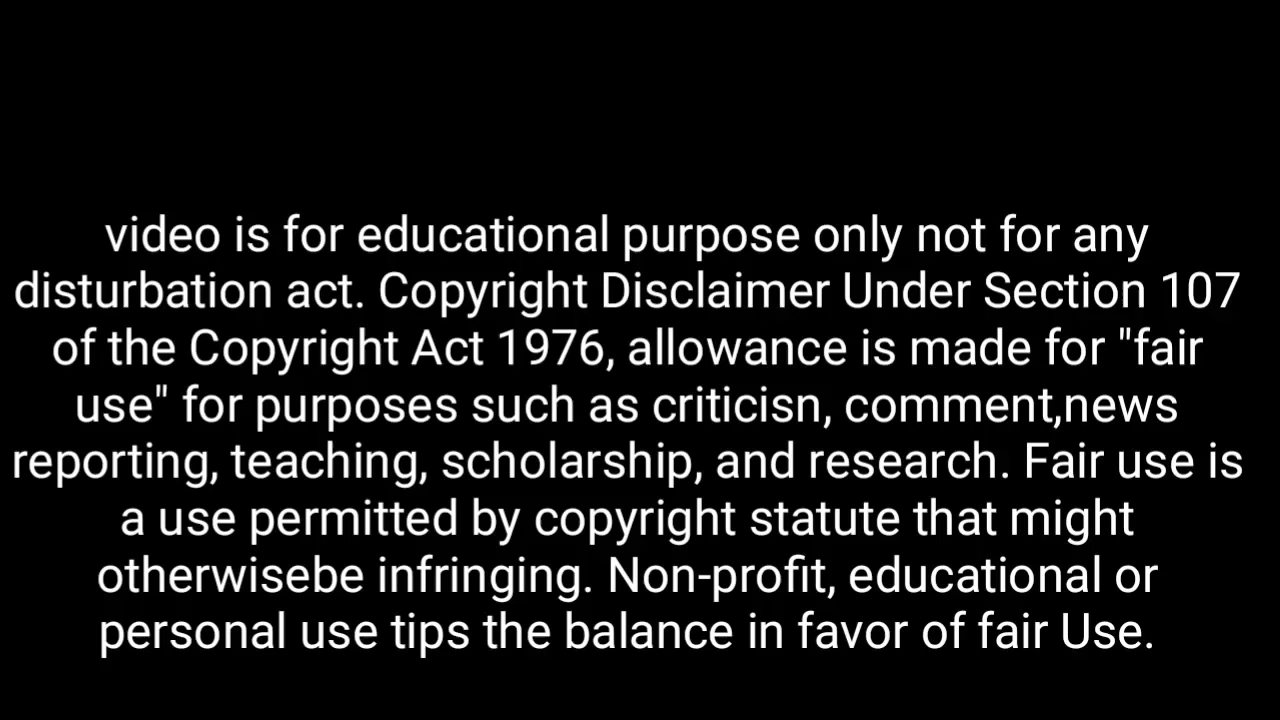 video is for educational purpose only not for any
disturbation act. Copyright Disclaimer Under Section 107
of the Copyright Act 1976, allowance is made for "fair
use" for purposes such as criticisn, comment,news
reporting, teaching, scholarship, and research. Fair use is
a use permitted by copyright statute that might
otherwisebe infringing. Non-profit, educational or
personal use tips the balance in favor of fair Use.